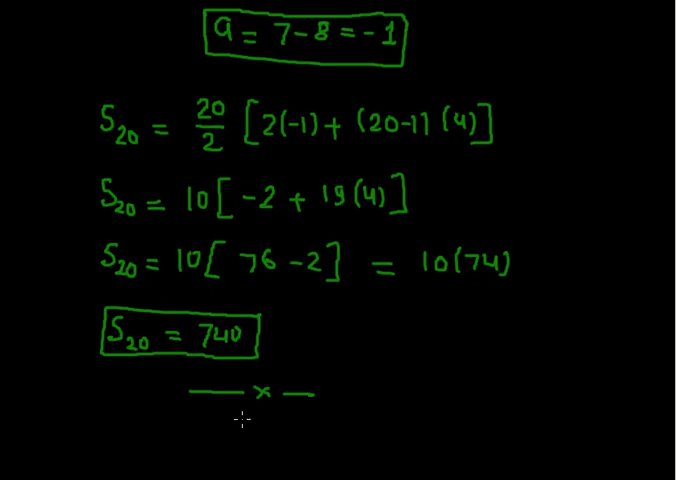 a = 7 - 8 = -1
S₂₀ = 20/2 [2(-1) + (20-1) (4)]
S₂₀ = 10[ -2 + 19(4)]
S₂₀ = 10[ 76 - 2] = 10(74)
S₂₀ = 740
— × —